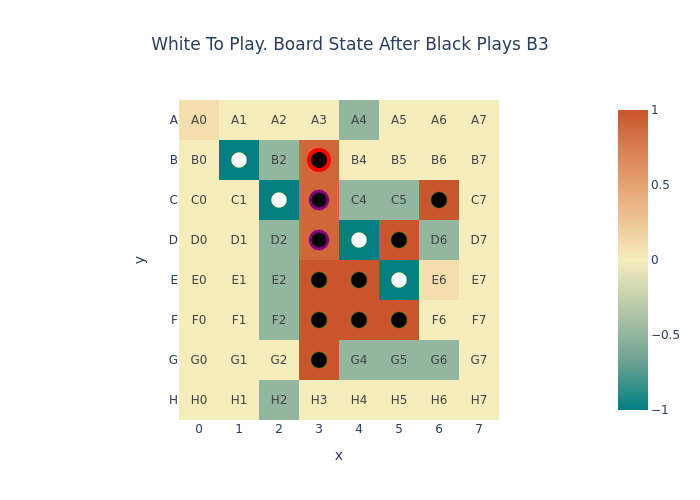 White To Play. Board State After Black Plays B3
A A0 A1 A2 A3 A4 A5 A6 A7
B B0 B2 B4 B5 B6 B7
C C0 C1 C4 C5 C7
D D0 D1 D2 D6 D7
E E0 E1 E2 E6 E7
F F0 F1 F2 F6 F7
G G0 G1 G2 G4 G5 G6 G7
H H0 H1 H2 H3 H4 H5 H6 H7
0 1 2 3 4 5 6 7
x
y
1
0.5
0
−0.5
−1